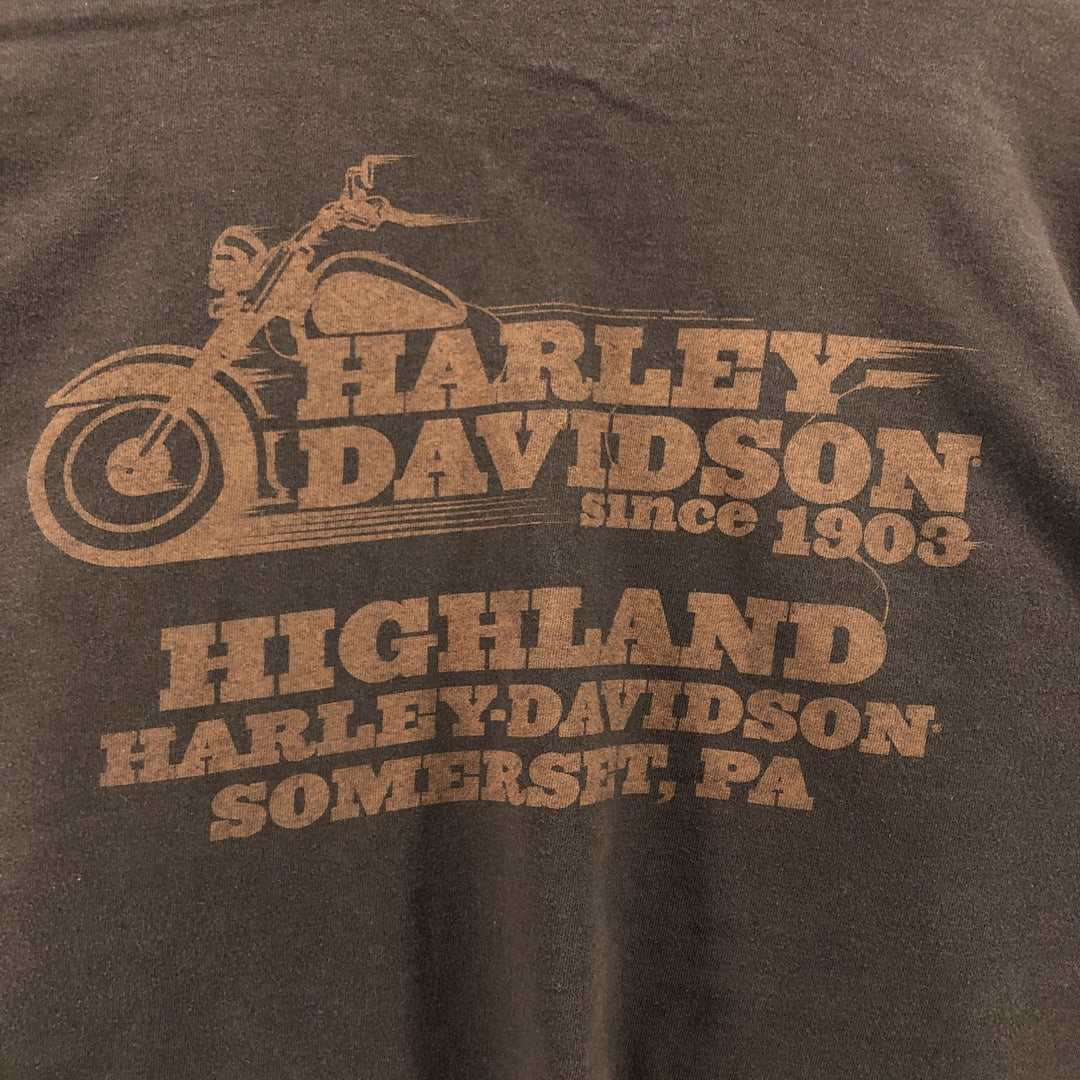 HARLEY
DAVIDSON®
since 1903
HIGHLAND
HARLEY-DAVIDSON®
SOMERSET, PA